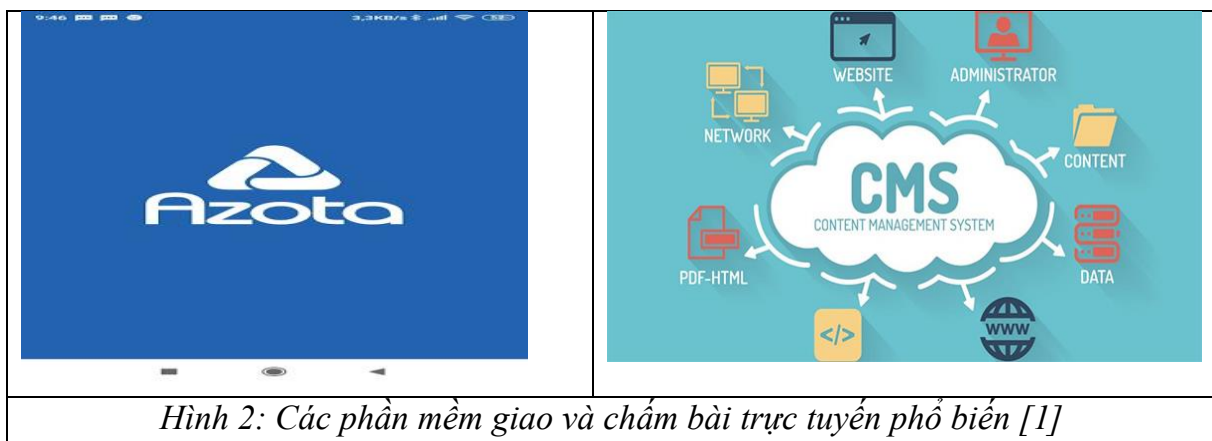 9:46
3,3KB/s
52
Azota
WEBSITE
ADMINISTRATOR
NETWORK
CONTENT
CMS
CONTENT MANAGEMENT SYSTEM
PDF-HTML
DATA
</>
WWW
Hình 2: Các phần mềm giao và chấm bài trực tuyến phổ biến [1]